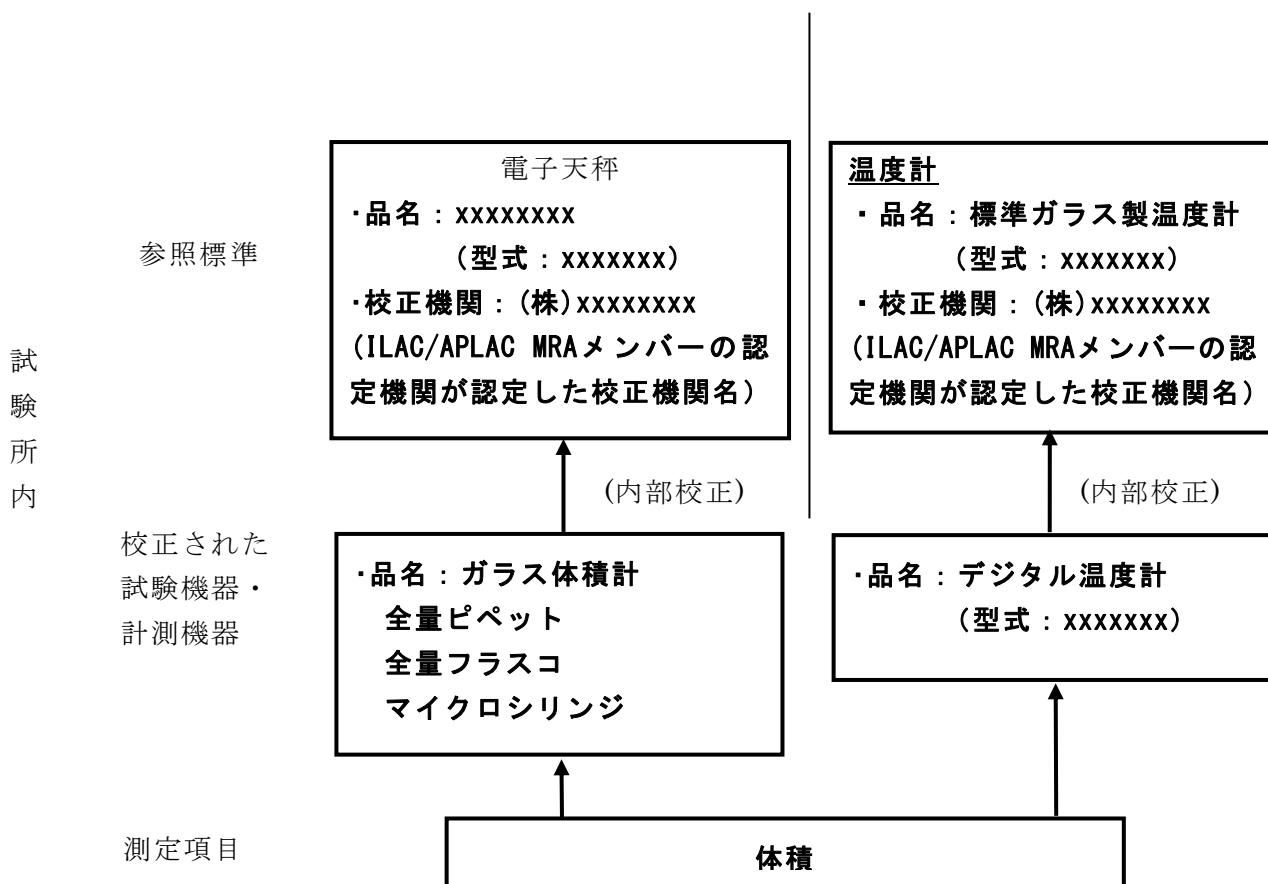 電子天秤
・品名：xxxxxxxx
（型式：xxxxxxx）
・校正機関：(株)xxxxxxxx
(ILAC/APLAC MRAメンバーの認
定機関が認定した校正機関名）
温度計
・品名：標準ガラス製温度計
（型式：xxxxxxx）
・校正機関：(株)xxxxxxxx
(ILAC/APLAC MRAメンバーの認
定機関が認定した校正機関名）
参照標準
試
験
所
内
(内部校正)
(内部校正)
校正された
試験機器・
計測機器
・品名：ガラス体積計
全量ピペット
全量フラスコ
マイクロシリンジ
・品名：デジタル温度計
（型式：xxxxxxx）
測定項目
体積